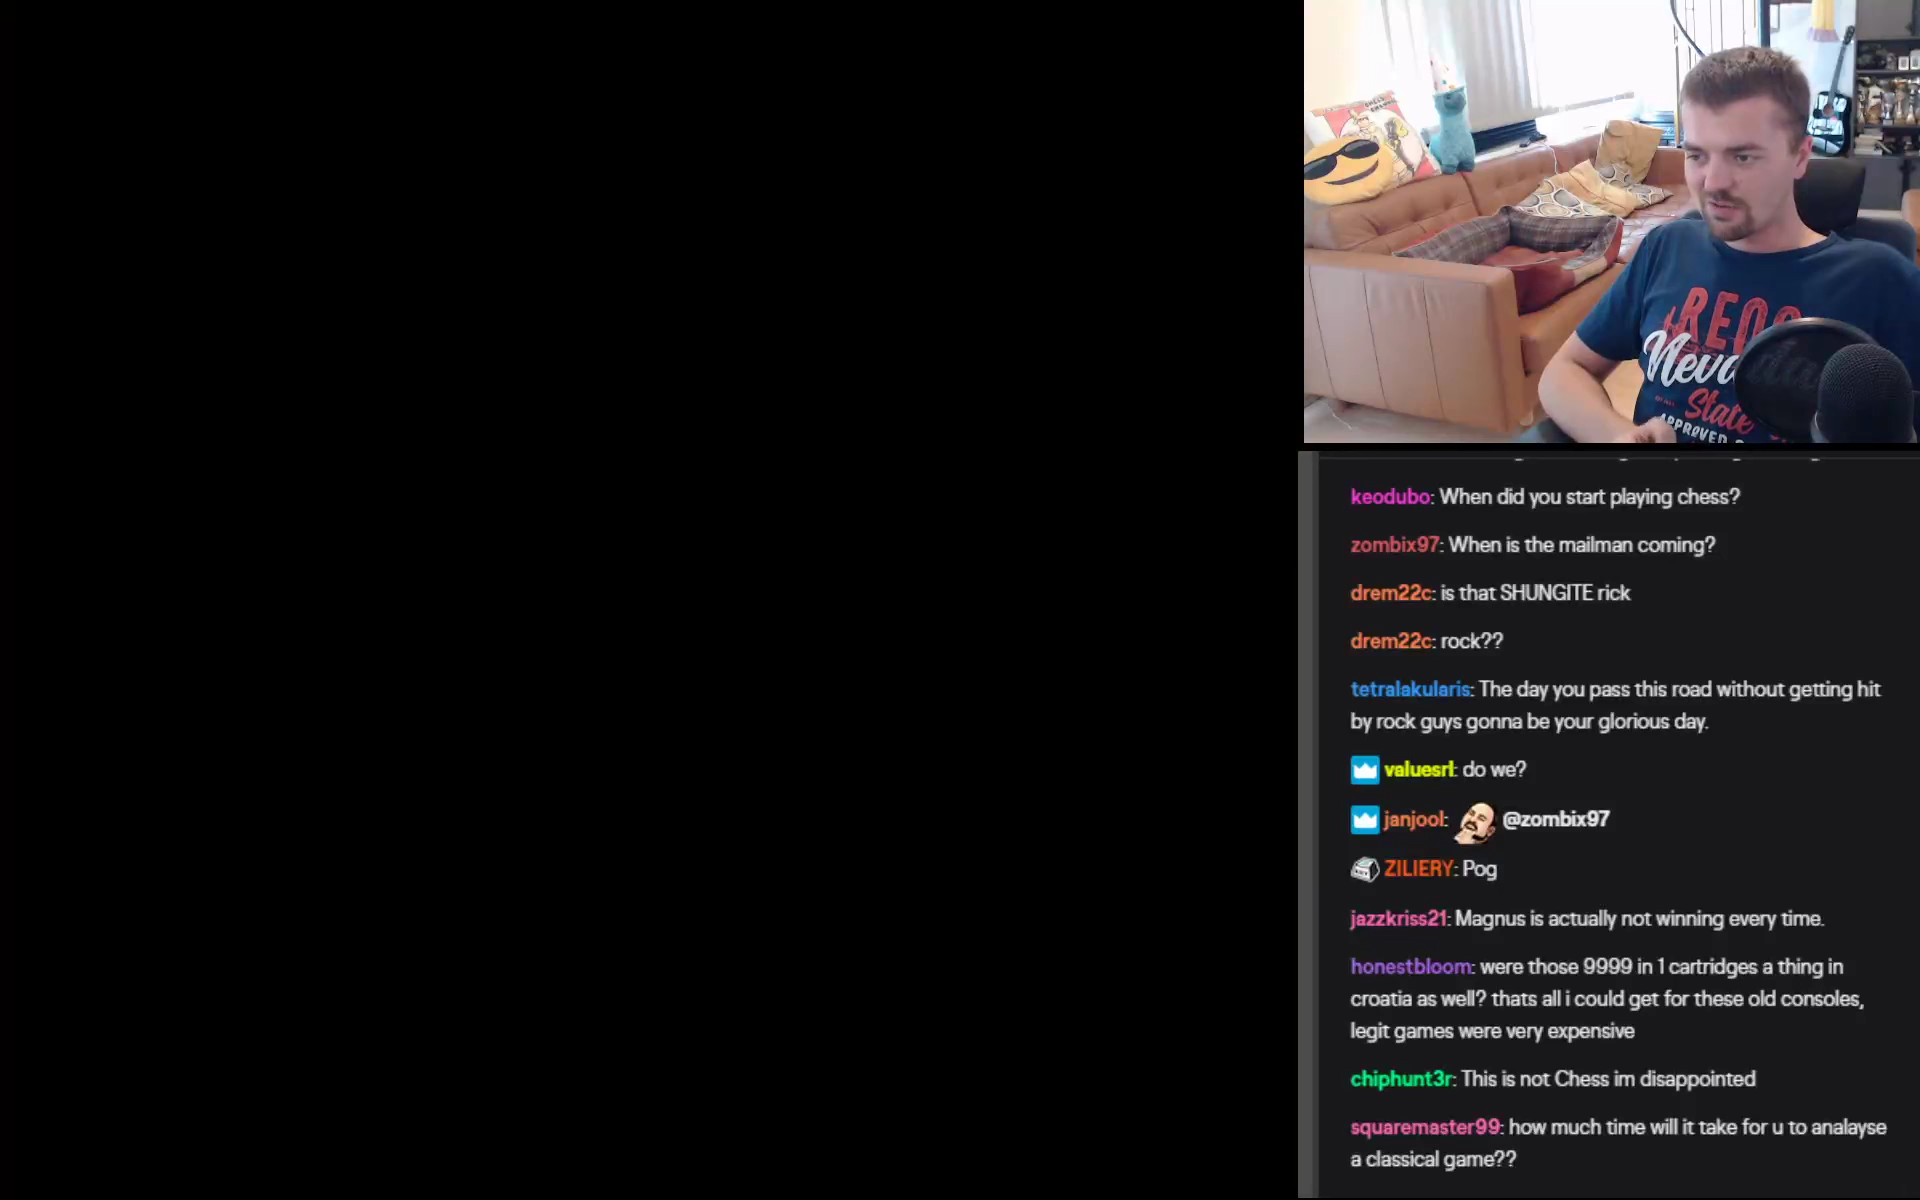 REGS
Neva
State
APPROVED
keodubo: When did you start playing chess?
zombix97: When is the mailman coming?
drem22c: is that SHUNGITE rick
drem22c: rock??
tetralakularis: The day you pass this road without getting hit
by rock guys gonna be your glorious day.
valuesrl: do we?
janjool: @zombix97
ZILIERY: Pog
jazzkriss21: Magnus is actually not winning every time.
honestbloom: were those 9999 in 1 cartridges a thing in
croatia as well? thats all i could get for these old consoles,
legit games were very expensive
chiphunt3r: This is not Chess im disappointed
squaremaster99: how much time will it take for u to analayse
a classical game??